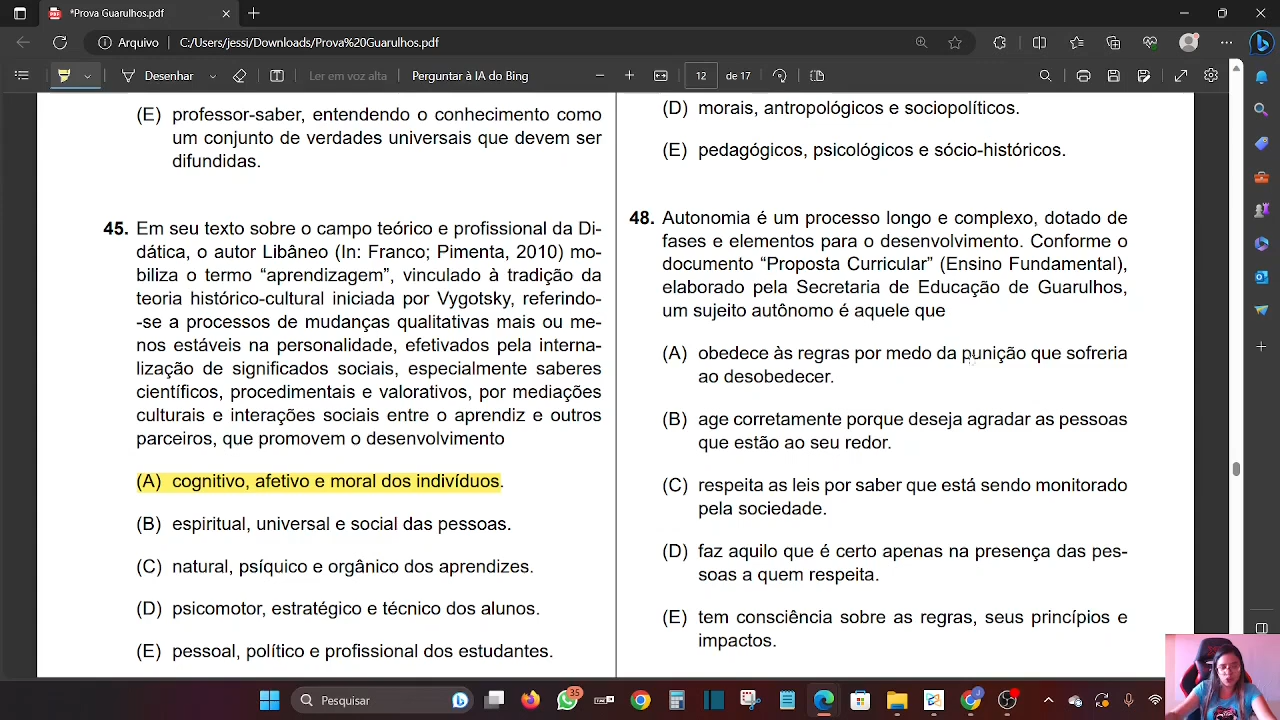 *Prova Guarulhos.pdf
Arquivo
C:/Users/jessi/Downloads/Prova%20Guarulhos.pdf
Desenhar
Ler em voz alta
Perguntar à IA do Bing
12
de 17
(E) professor-saber, entendendo o conhecimento como
um conjunto de verdades universais que devem ser
difundidas.
45. Em seu texto sobre o campo teórico e profissional da Di-
dática, o autor Libâneo (In: Franco; Pimenta, 2010) mo-
biliza o termo “aprendizagem”, vinculado à tradição da
teoria histórico-cultural iniciada por Vygotsky, referindo-
-se a processos de mudanças qualitativas mais ou me-
nos estáveis na personalidade, efetivados pela interna-
lização de significados sociais, especialmente saberes
científicos, procedimentais e valorativos, por mediações
culturais e interações sociais entre o aprendiz e outros
parceiros, que promovem o desenvolvimento
(A) cognitivo, afetivo e moral dos indivíduos.
(B) espiritual, universal e social das pessoas.
(C) natural, psíquico e orgânico dos aprendizes.
(D) psicomotor, estratégico e técnico dos alunos.
(E) pessoal, político e profissional dos estudantes.
(D) morais, antropológicos e sociopolíticos.
(E) pedagógicos, psicológicos e sócio-históricos.
48. Autonomia é um processo longo e complexo, dotado de
fases e elementos para o desenvolvimento. Conforme o
documento “Proposta Curricular” (Ensino Fundamental),
elaborado pela Secretaria de Educação de Guarulhos,
um sujeito autônomo é aquele que
(A) obedece às regras por medo da punição que sofreria
ao desobedecer.
(B) age corretamente porque deseja agradar as pessoas
que estão ao seu redor.
(C) respeita as leis por saber que está sendo monitorado
pela sociedade.
(D) faz aquilo que é certo apenas na presença das pes-
soas a quem respeita.
(E) tem consciência sobre as regras, seus princípios e
impactos.
Pesquisar
35